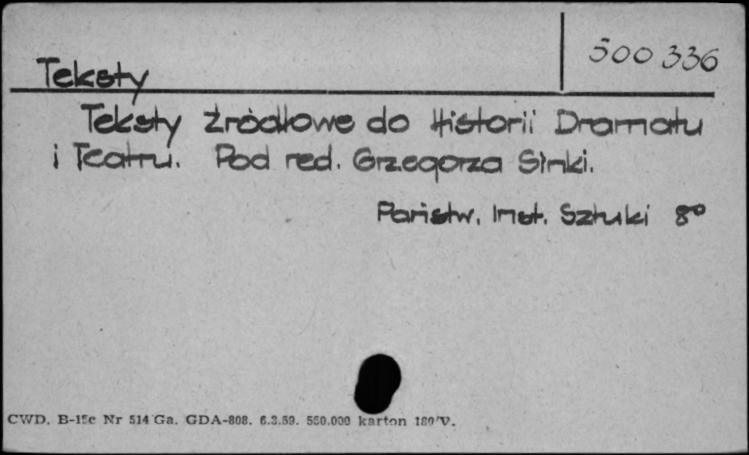 500 336
Teksty
Teksty źródłowe do Historii Dramatu
i Teatru. Pod red. Grzegorza Sinki.
Państw. Inst. Sztuki 8°
CWD. B-15c Nr 514 Ga. GDA-808. 6.3.59. 550.000 karton 180 V.